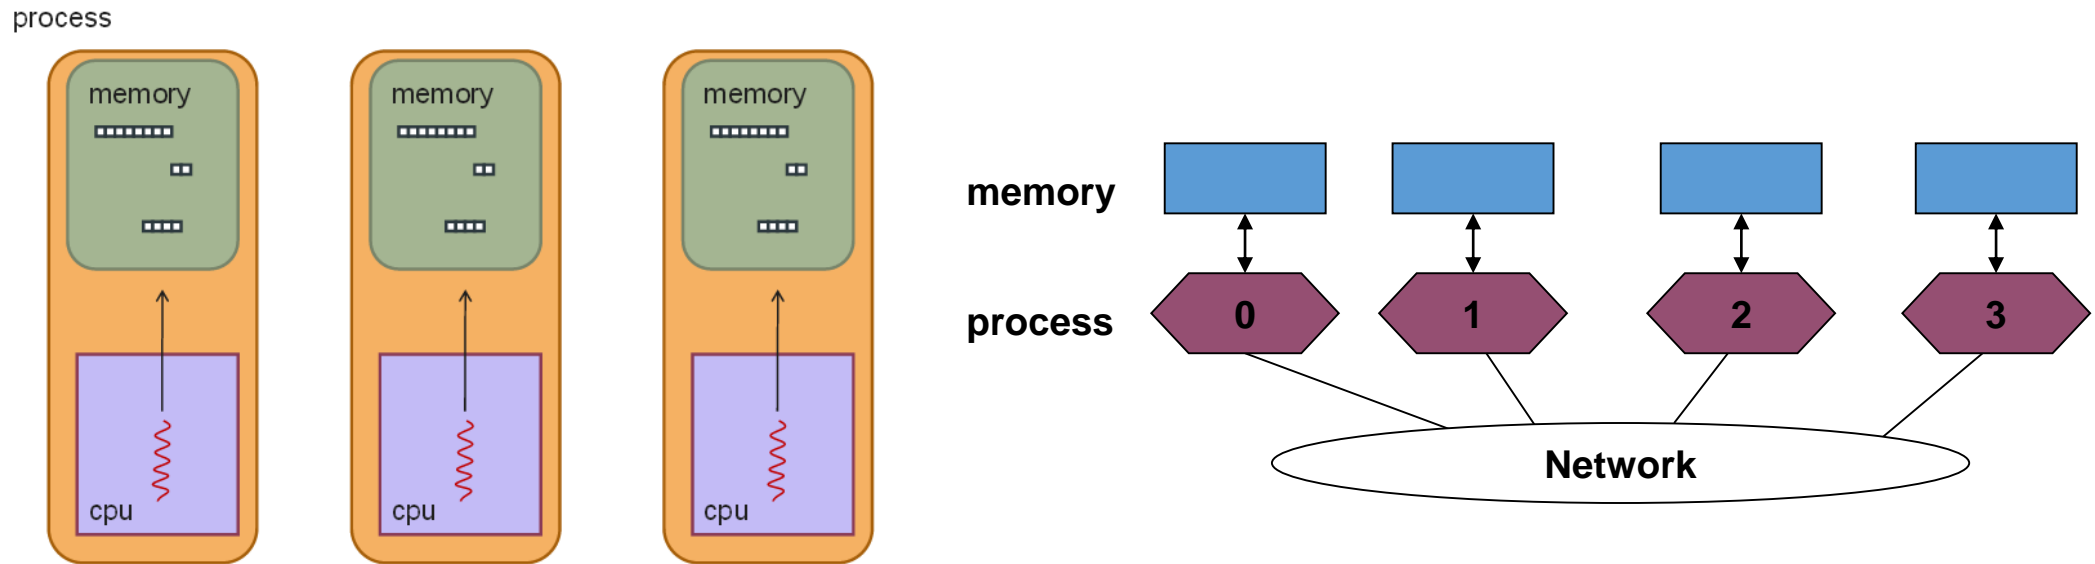 process
memory
memory
memory
cpu
cpu
cpu
memory
process
0
1
2
3
Network